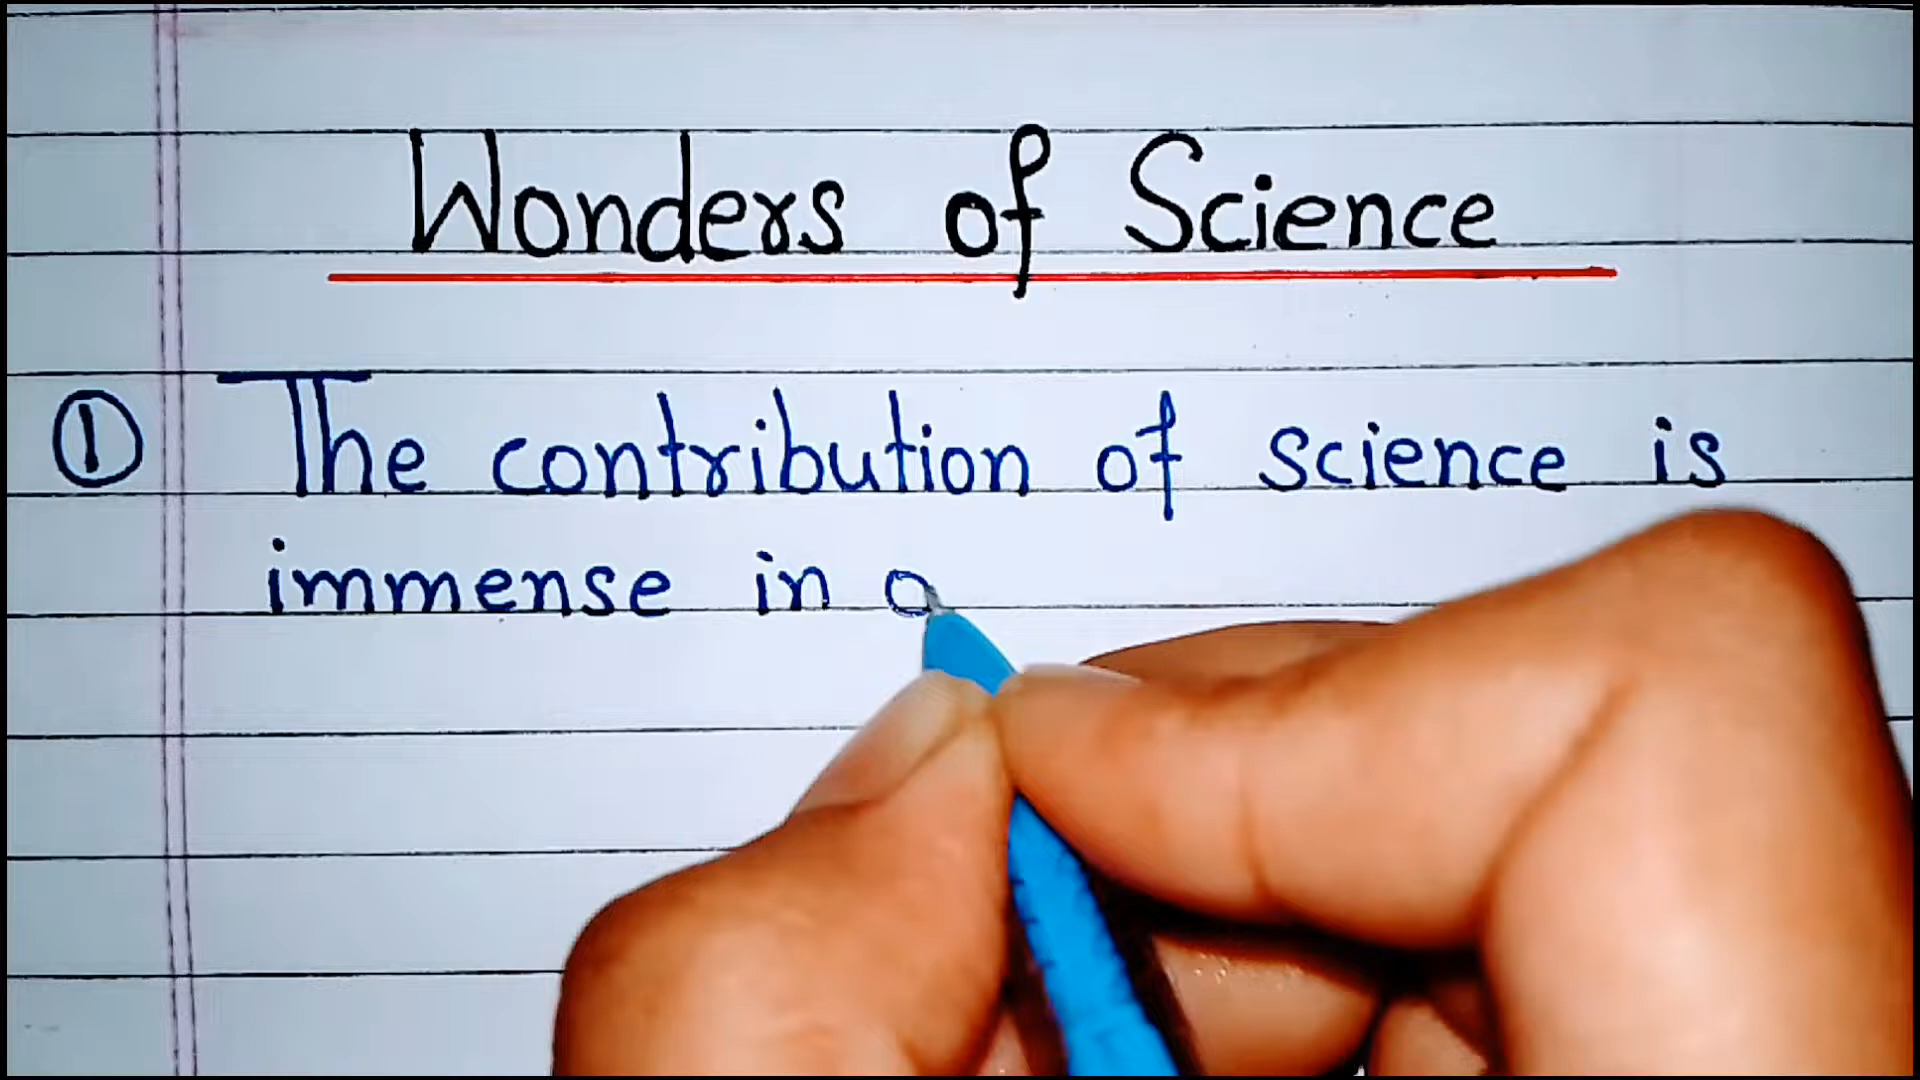 Wonders of Science
① The contribution of science is
immense in